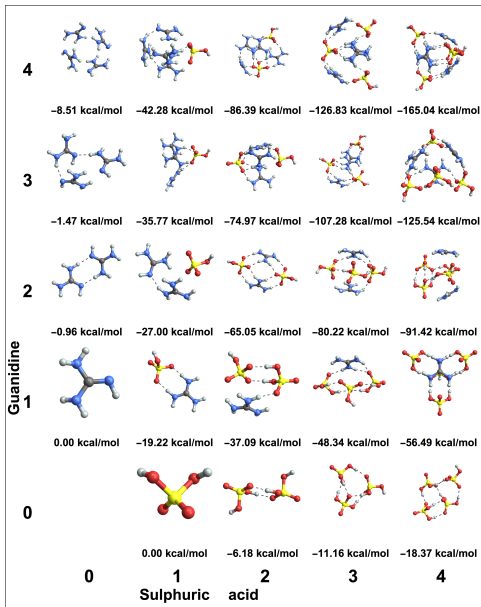 4
−8.51 kcal/mol −42.28 kcal/mol −86.39 kcal/mol −126.83 kcal/mol −165.04 kcal/mol
3
−1.47 kcal/mol −35.77 kcal/mol −74.97 kcal/mol −107.28 kcal/mol −125.54 kcal/mol
2
−0.96 kcal/mol −27.00 kcal/mol −65.05 kcal/mol −80.22 kcal/mol −91.42 kcal/mol
Guanidine
1
0.00 kcal/mol −19.22 kcal/mol −37.09 kcal/mol −48.34 kcal/mol −56.49 kcal/mol
0
0.00 kcal/mol −6.18 kcal/mol −11.16 kcal/mol −18.37 kcal/mol
0 1 2 3 4
Sulphuric acid